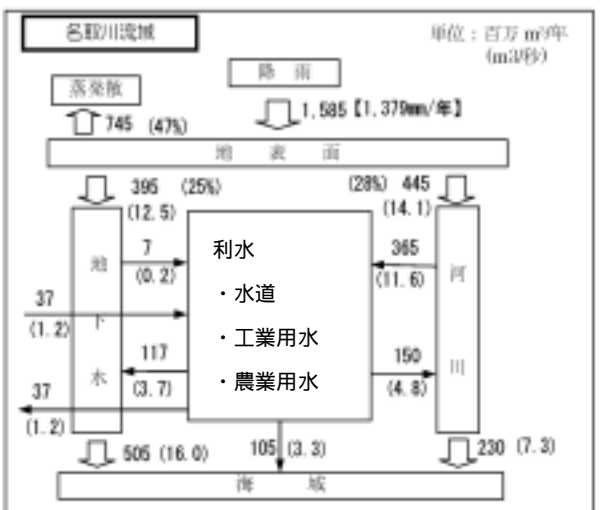 名取川流域
単位：百万 m³/年
(m3/秒)
降雨
蒸発散
1,585【1,379mm/年】
745 (47%)
地表面
395 (25%)
(12.5)
(28%) 445
(14.1)
地下水
7
(0.2)
37
(1.2)
117
(3.7)
37
(1.2)
利水
・水道
・工業用水
・農業用水
365
(11.6)
150
(4.8)
河川
505 (16.0)
105 (3.3)
230 (7.3)
海域